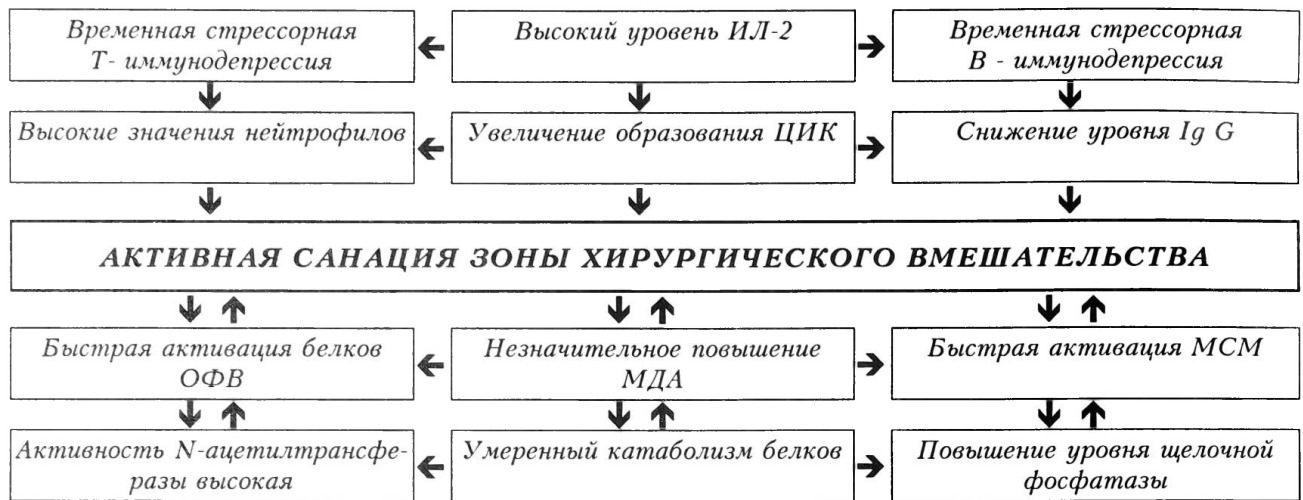 Временная стрессорная
Т- иммунодепрессия
Высокий уровень ИЛ-2
Временная стрессорная
В - иммунодепрессия
Высокие значения нейтрофилов
Увеличение образования ЦИК
Снижение уровня Ig G
АКТИВНАЯ САНАЦИЯ ЗОНЫ ХИРУРГИЧЕСКОГО ВМЕШАТЕЛЬСТВА
Быстрая активация белков
ОФВ
Незначительное повышение
МДА
Быстрая активация МСМ
Активность N-ацетилтрансфе-
разы высокая
Умеренный катаболизм белков
Повышение уровня щелочной
фосфатазы